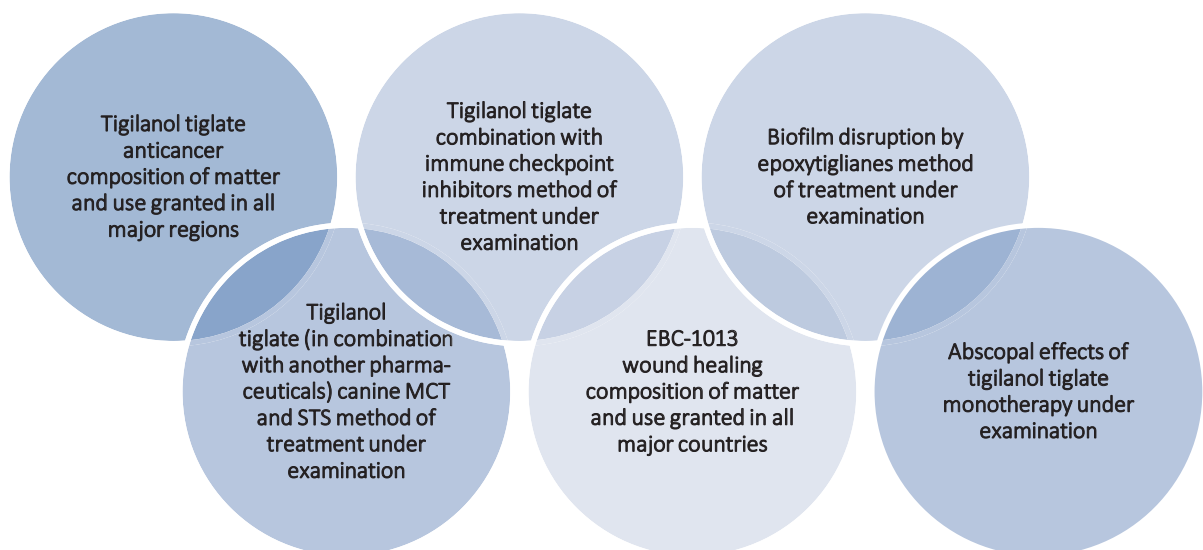 Tigilanol tiglate
anticancer
composition of matter
and use granted in all
major regions
Tigilanol
tiglate (in combination
with another pharma-
ceuticals) canine MCT
and STS method of
treatment under
examination
Tigilanol tiglate
combination with
immune checkpoint
inhibitors method of
treatment under
examination
EBC-1013
wound healing
composition of matter
and use granted in all
major countries
Biofilm disruption by
epoxytiglianes method
of treatment under
examination
Abscopal effects of
tigilanol tiglate
monotherapy under
examination